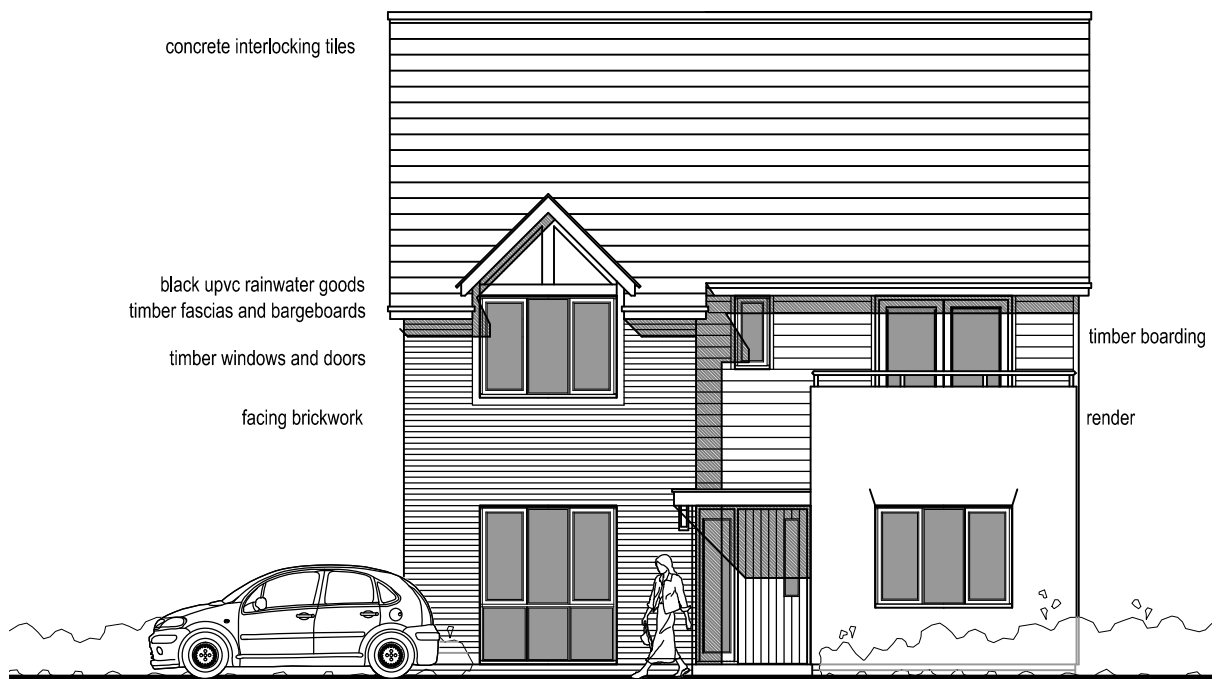 concrete interlocking tiles
black upvc rainwater goods
timber fascias and bargeboards
timber windows and doors
facing brickwork
timber boarding
render